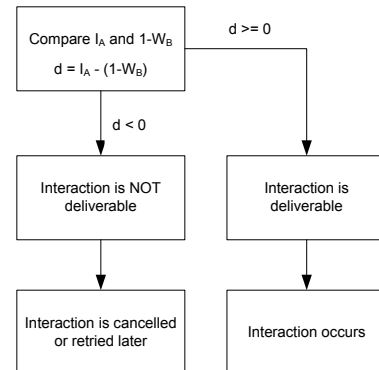 Compare I_A and 1-W_B
d = I_A - (1-W_B)
d >= 0
d < 0
Interaction is NOT
deliverable
Interaction is
deliverable
Interaction is cancelled
or retried later
Interaction occurs